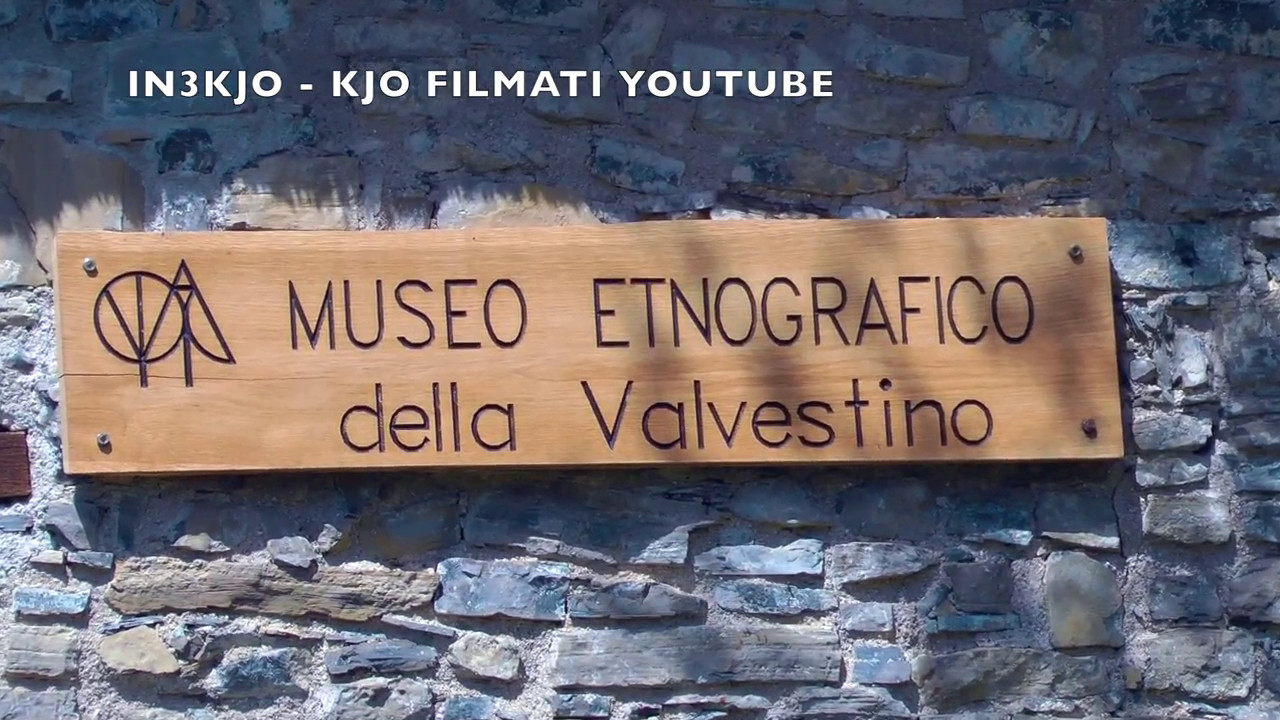 IN3KJO - KJO FILMATI YOUTUBE
MUSEO ETNOGRAFICO
della Valvestino